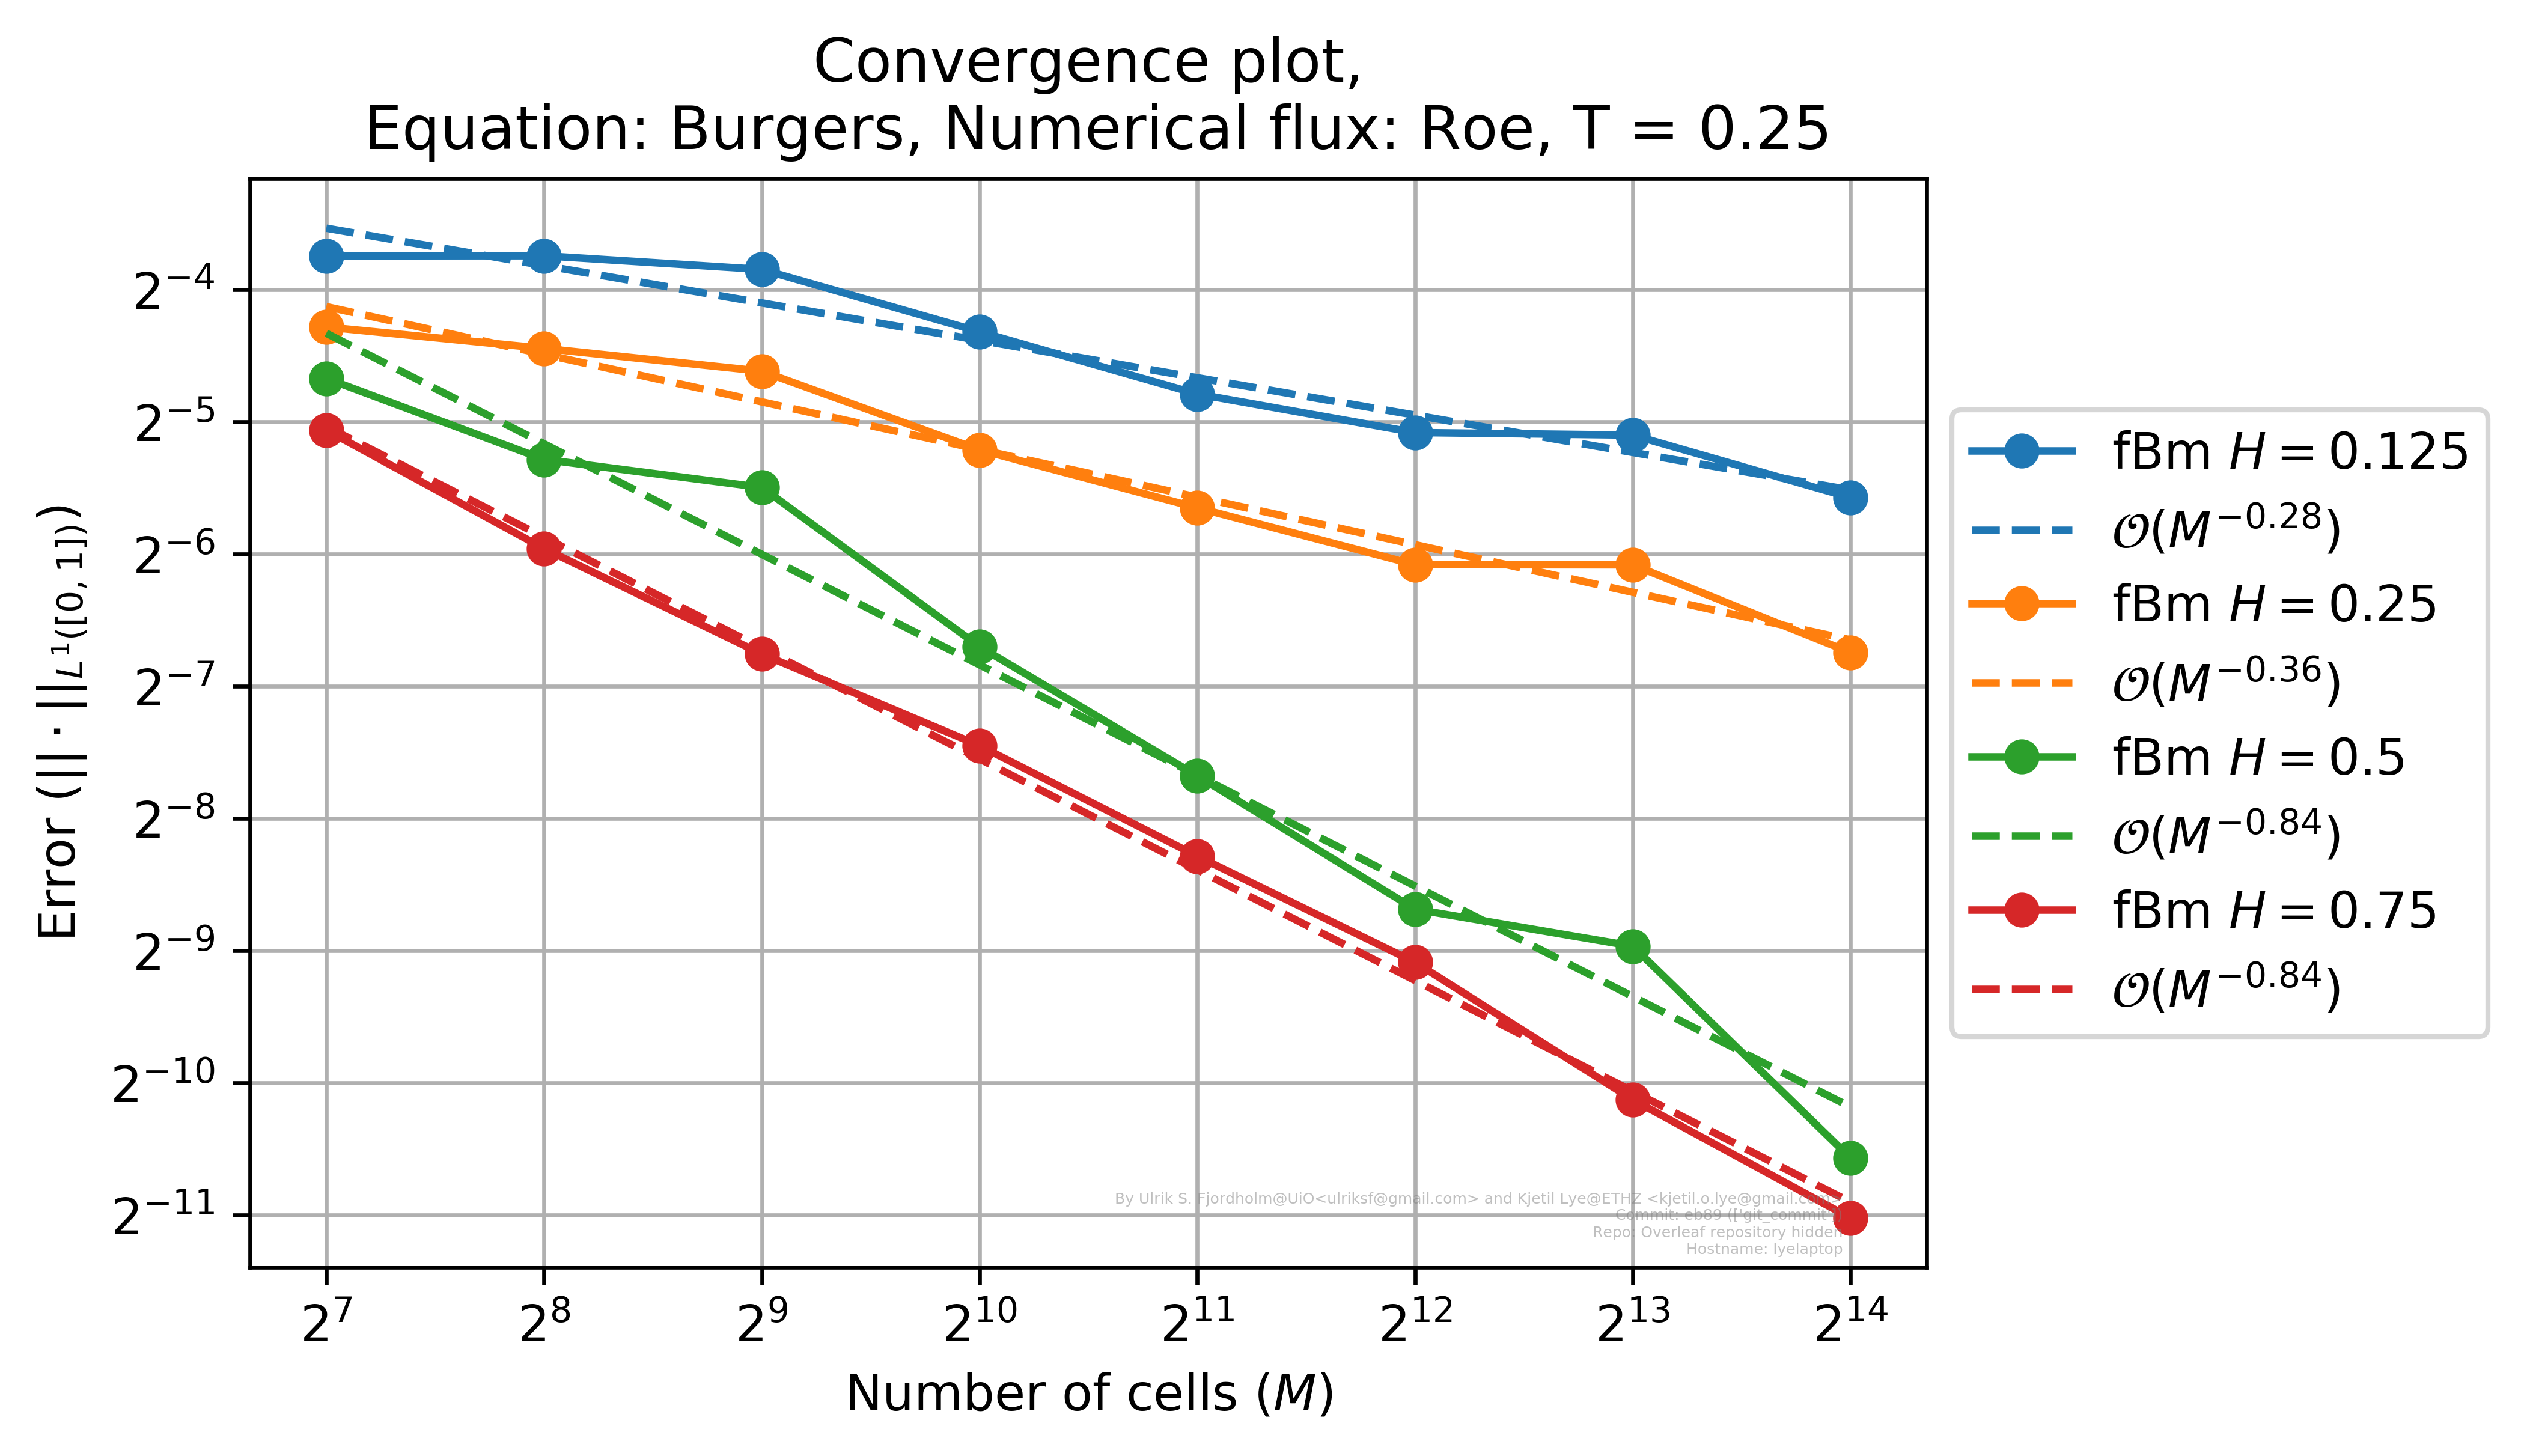 Convergence plot,
Equation: Burgers, Numerical flux: Roe, T = 0.25
Error (|| · ||_{L^1([0,1])})
2^{-4}
2^{-5}
2^{-6}
2^{-7}
2^{-8}
2^{-9}
2^{-10}
2^{-11}
2^7
2^8
2^9
2^{10}
2^{11}
2^{12}
2^{13}
2^{14}
Number of cells (M)
fBm H = 0.125
𝒪(M^{-0.28})
fBm H = 0.25
𝒪(M^{-0.36})
fBm H = 0.5
𝒪(M^{-0.84})
fBm H = 0.75
𝒪(M^{-0.84})
By Ulrik S. Fjordholm@UiO<ulriksf@gmail.com> and Kjetil Lye@ETHZ <kjetil.o.lye@gmail.com>
Commit: eb89 (['git_commit'
Repo: Overleaf repository hidden
Hostname: lyelaptop